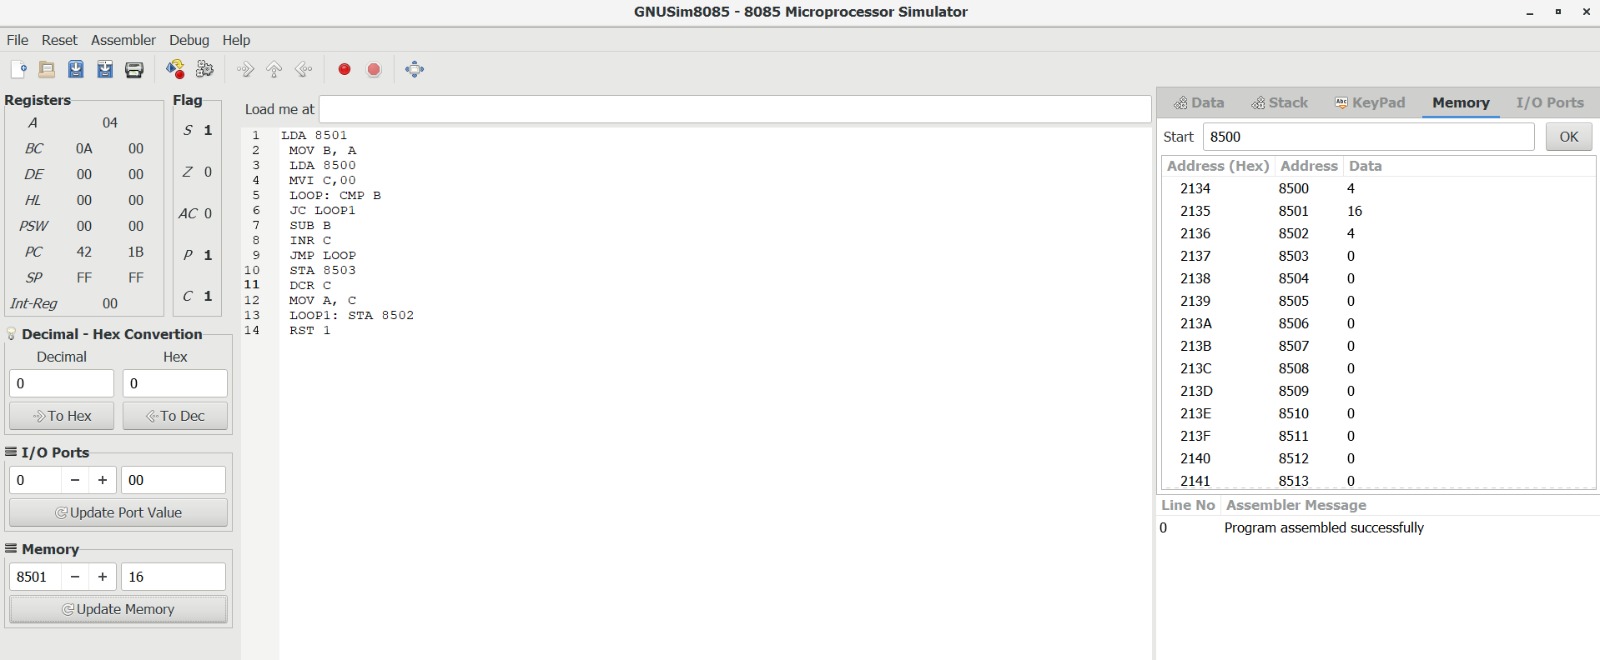 GNUSim8085 - 8085 Microprocessor Simulator
File Reset Assembler Debug Help
Registers
A 04
BC 0A 00
DE 00 00
HL 00 00
PSW 00 00
PC 42 1B
SP FF FF
Int-Reg 00
Flag
S 1
Z 0
AC 0
P 1
C 1
Decimal - Hex Convertion
Decimal Hex
0 0
To Hex To Dec
I/O Ports
0 - + 00
Update Port Value
Memory
8501 - + 16
Update Memory
Load me at
1 LDA 8501
2 MOV B, A
3 LDA 8500
4 MVI C,00
5 LOOP: CMP B
6 JC LOOP1
7 SUB B
8 INR C
9 JMP LOOP
10 STA 8503
11 DCR C
12 MOV A, C
13 LOOP1: STA 8502
14 RST 1
Data Stack Abc KeyPad Memory I/O Ports
Start 8500 OK
Address (Hex) Address Data
2134 8500 4
2135 8501 16
2136 8502 4
2137 8503 0
2138 8504 0
2139 8505 0
213A 8506 0
213B 8507 0
213C 8508 0
213D 8509 0
213E 8510 0
213F 8511 0
2140 8512 0
2141 8513 0
Line No Assembler Message
0 Program assembled successfully